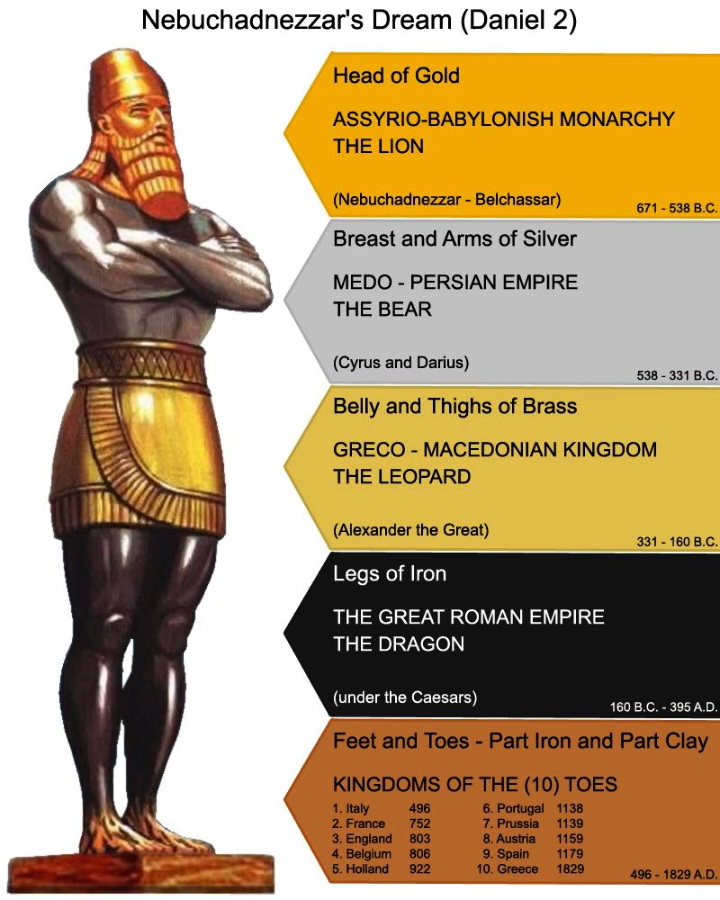 Nebuchadnezzar's Dream (Daniel 2)
Head of Gold
ASSYRIO-BABYLONISH MONARCHY
THE LION
(Nebuchadnezzar - Belchassar)
671 - 538 B.C.
Breast and Arms of Silver
MEDO - PERSIAN EMPIRE
THE BEAR
(Cyrus and Darius)
538 - 331 B.C.
Belly and Thighs of Brass
GRECO - MACEDONIAN KINGDOM
THE LEOPARD
(Alexander the Great)
331 - 160 B.C.
Legs of Iron
THE GREAT ROMAN EMPIRE
THE DRAGON
(under the Caesars)
160 B.C. - 395 A.D.
Feet and Toes - Part Iron and Part Clay
KINGDOMS OF THE (10) TOES
1. Italy 496 6. Portugal 1138
2. France 752 7. Prussia 1139
3. England 803 8. Austria 1159
4. Belgium 806 9. Spain 1179
5. Holland 922 10. Greece 1829
496 - 1829 A.D.